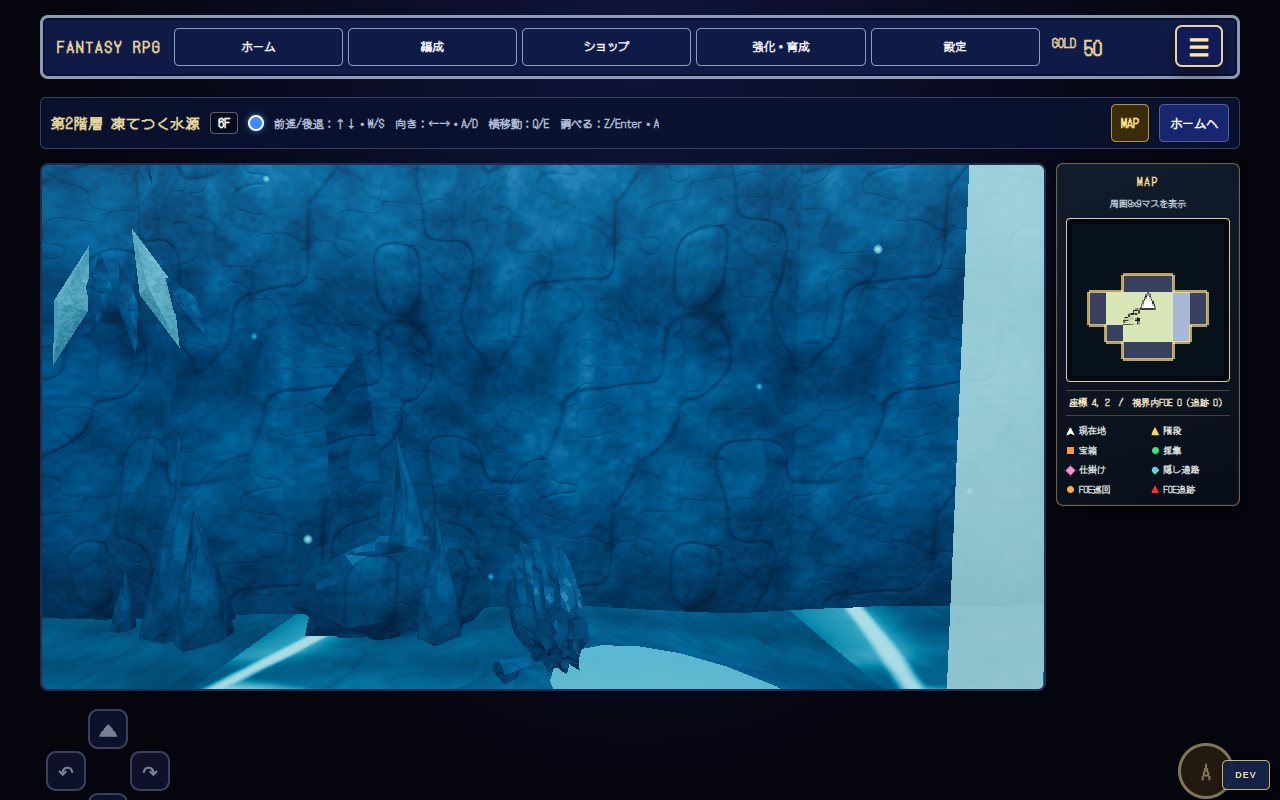 FANTASY RPG
ホーム
編成
ショップ
強化・育成
設定
GOLD 50
第2階層 凍てつく水源
6F
前進/後退：↑↓・W/S 向き：←→・A/D 横移動：Q/E 調べる：Z/Enter・A
MAP
ホームへ
MAP
周囲9x9マスを表示
座標 4, 2 / 視界内FOE 0（追跡 0）
現在地
階段
宝箱
採集
仕掛け
隠し通路
FOE巡回
FOE追跡
A
DEV